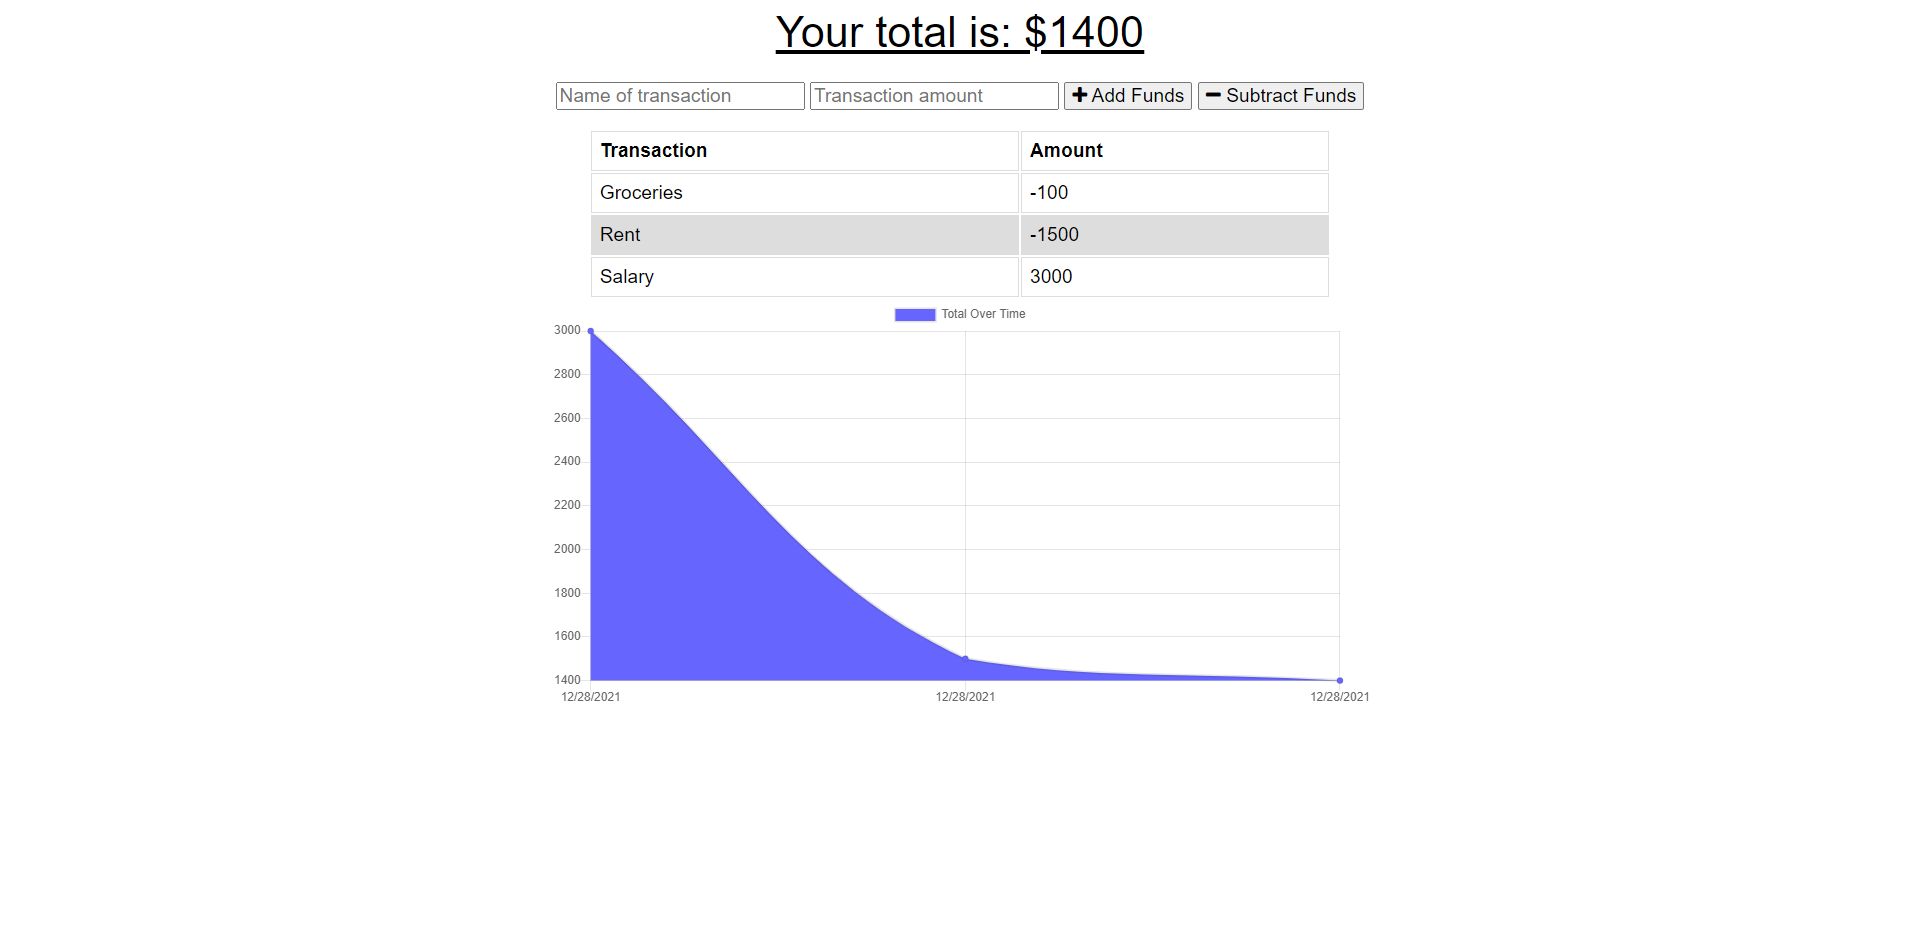 Your total is: $1400
Name of transaction Transaction amount Add Funds Subtract Funds
Transaction Amount
Groceries -100
Rent -1500
Salary 3000
Total Over Time
3000
2800
2600
2400
2200
2000
1800
1600
1400
12/28/2021 12/28/2021 12/28/2021